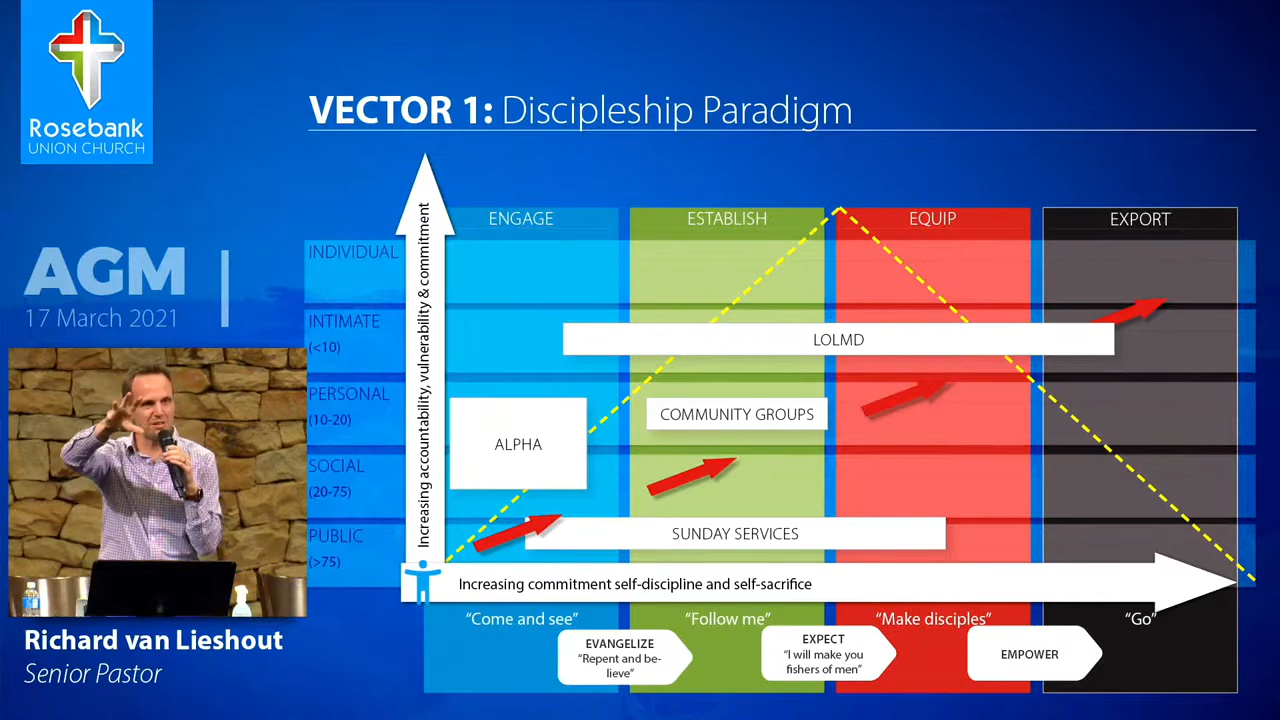 Rosebank
UNION CHURCH
VECTOR 1: Discipleship Paradigm
AGM
17 March 2021
ENGAGE
ESTABLISH
EQUIP
EXPORT
INDIVIDUAL
INTIMATE
(<10)
PERSONAL
(10-20)
SOCIAL
(20-75)
PUBLIC
(>75)
Increasing accountability, vulnerability & commitment
LOLMD
COMMUNITY GROUPS
ALPHA
SUNDAY SERVICES
Increasing commitment self-discipline and self-sacrifice
“Come and see”
“Follow me”
“Make disciples”
“Go”
EVANGELIZE
“Repent and be-
lieve”
EXPECT
“I will make you
fishers of men”
EMPOWER
Richard van Lieshout
Senior Pastor